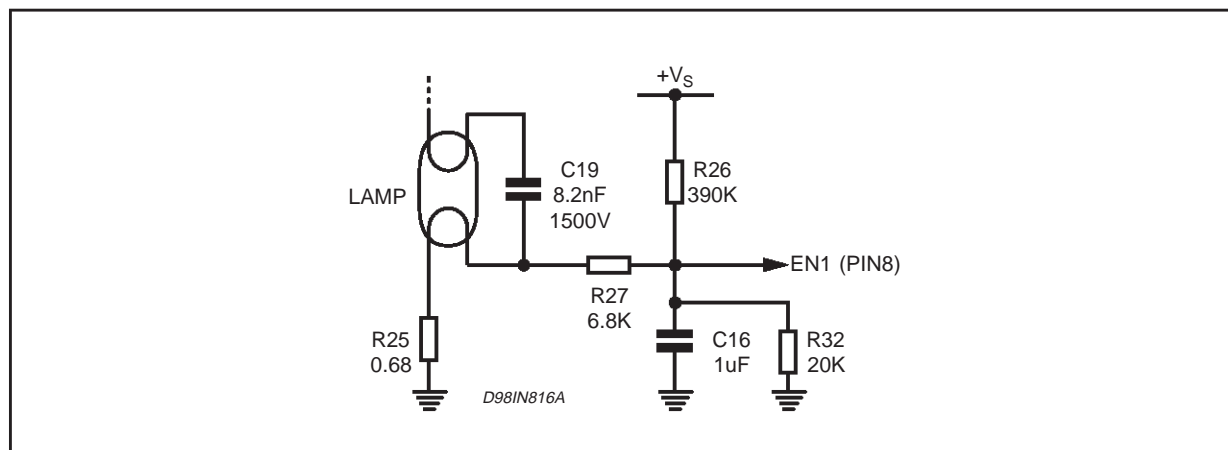 +VS
C19
8.2nF
1500V
R26
390K
LAMP
EN1 (PIN8)
R27
6.8K
R25
0.68
C16
1uF
R32
20K
D98IN816A